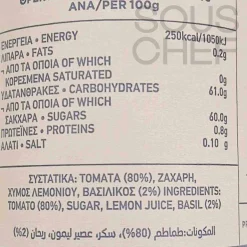 ΑΝΑ/PER 100g
SOUS
CHEF
ΕΝΕΡΓΕΙΑ • ENERGY 250kcal/1050kJ
ΛΙΠΑΡΑ • FATS 0.2g
¬ ΑΠΟ ΤΑ ΟΠΟΙΑ OF WHICH
ΚΟΡΕΣΜΕΝΑ SATURATED 0g
ΥΔΑΤΑΝΘΡΑΚΕΣ • CARBOHYDRATES 61.0g
¬ ΑΠΟ ΤΑ ΟΠΟΙΑ OF WHICH
ΣΑΚΧΑΡΑ • SUGARS 60.0g
ΠΡΩΤΕΪΝΕΣ • PROTEINS 0.8g
ΑΛΑΤΙ • SALT 0.10 g
ΣΥΣΤΑΤΙΚΑ: ΤΟΜΑΤΑ (80%), ΖΑΧΑΡΗ,
ΧΥΜΟΣ ΛΕΜΟΝΙΟΥ, ΒΑΣΙΛΙΚΟΣ (2%) INGREDIENTS:
TOMATO (80%), SUGAR, LEMON JUICE, BASIL (2%)
المكونات:طماطم (80%)، سكر، عصير ليمون، ريحان (2%)